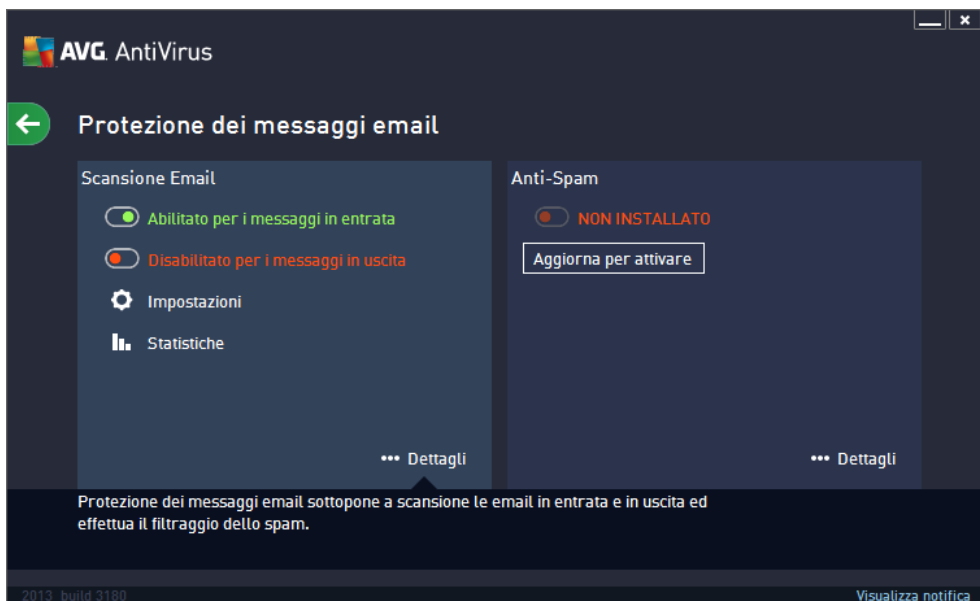 AVG. AntiVirus
Protezione dei messaggi email
Scansione Email
Abilitato per i messaggi in entrata
Disabilitato per i messaggi in uscita
Impostazioni
Statistiche
••• Dettagli
Anti-Spam
NON INSTALLATO
Aggiorna per attivare
••• Dettagli
Protezione dei messaggi email sottopone a scansione le email in entrata e in uscita ed
effettua il filtraggio dello spam.
2013 build 3180
Visualizza notifica